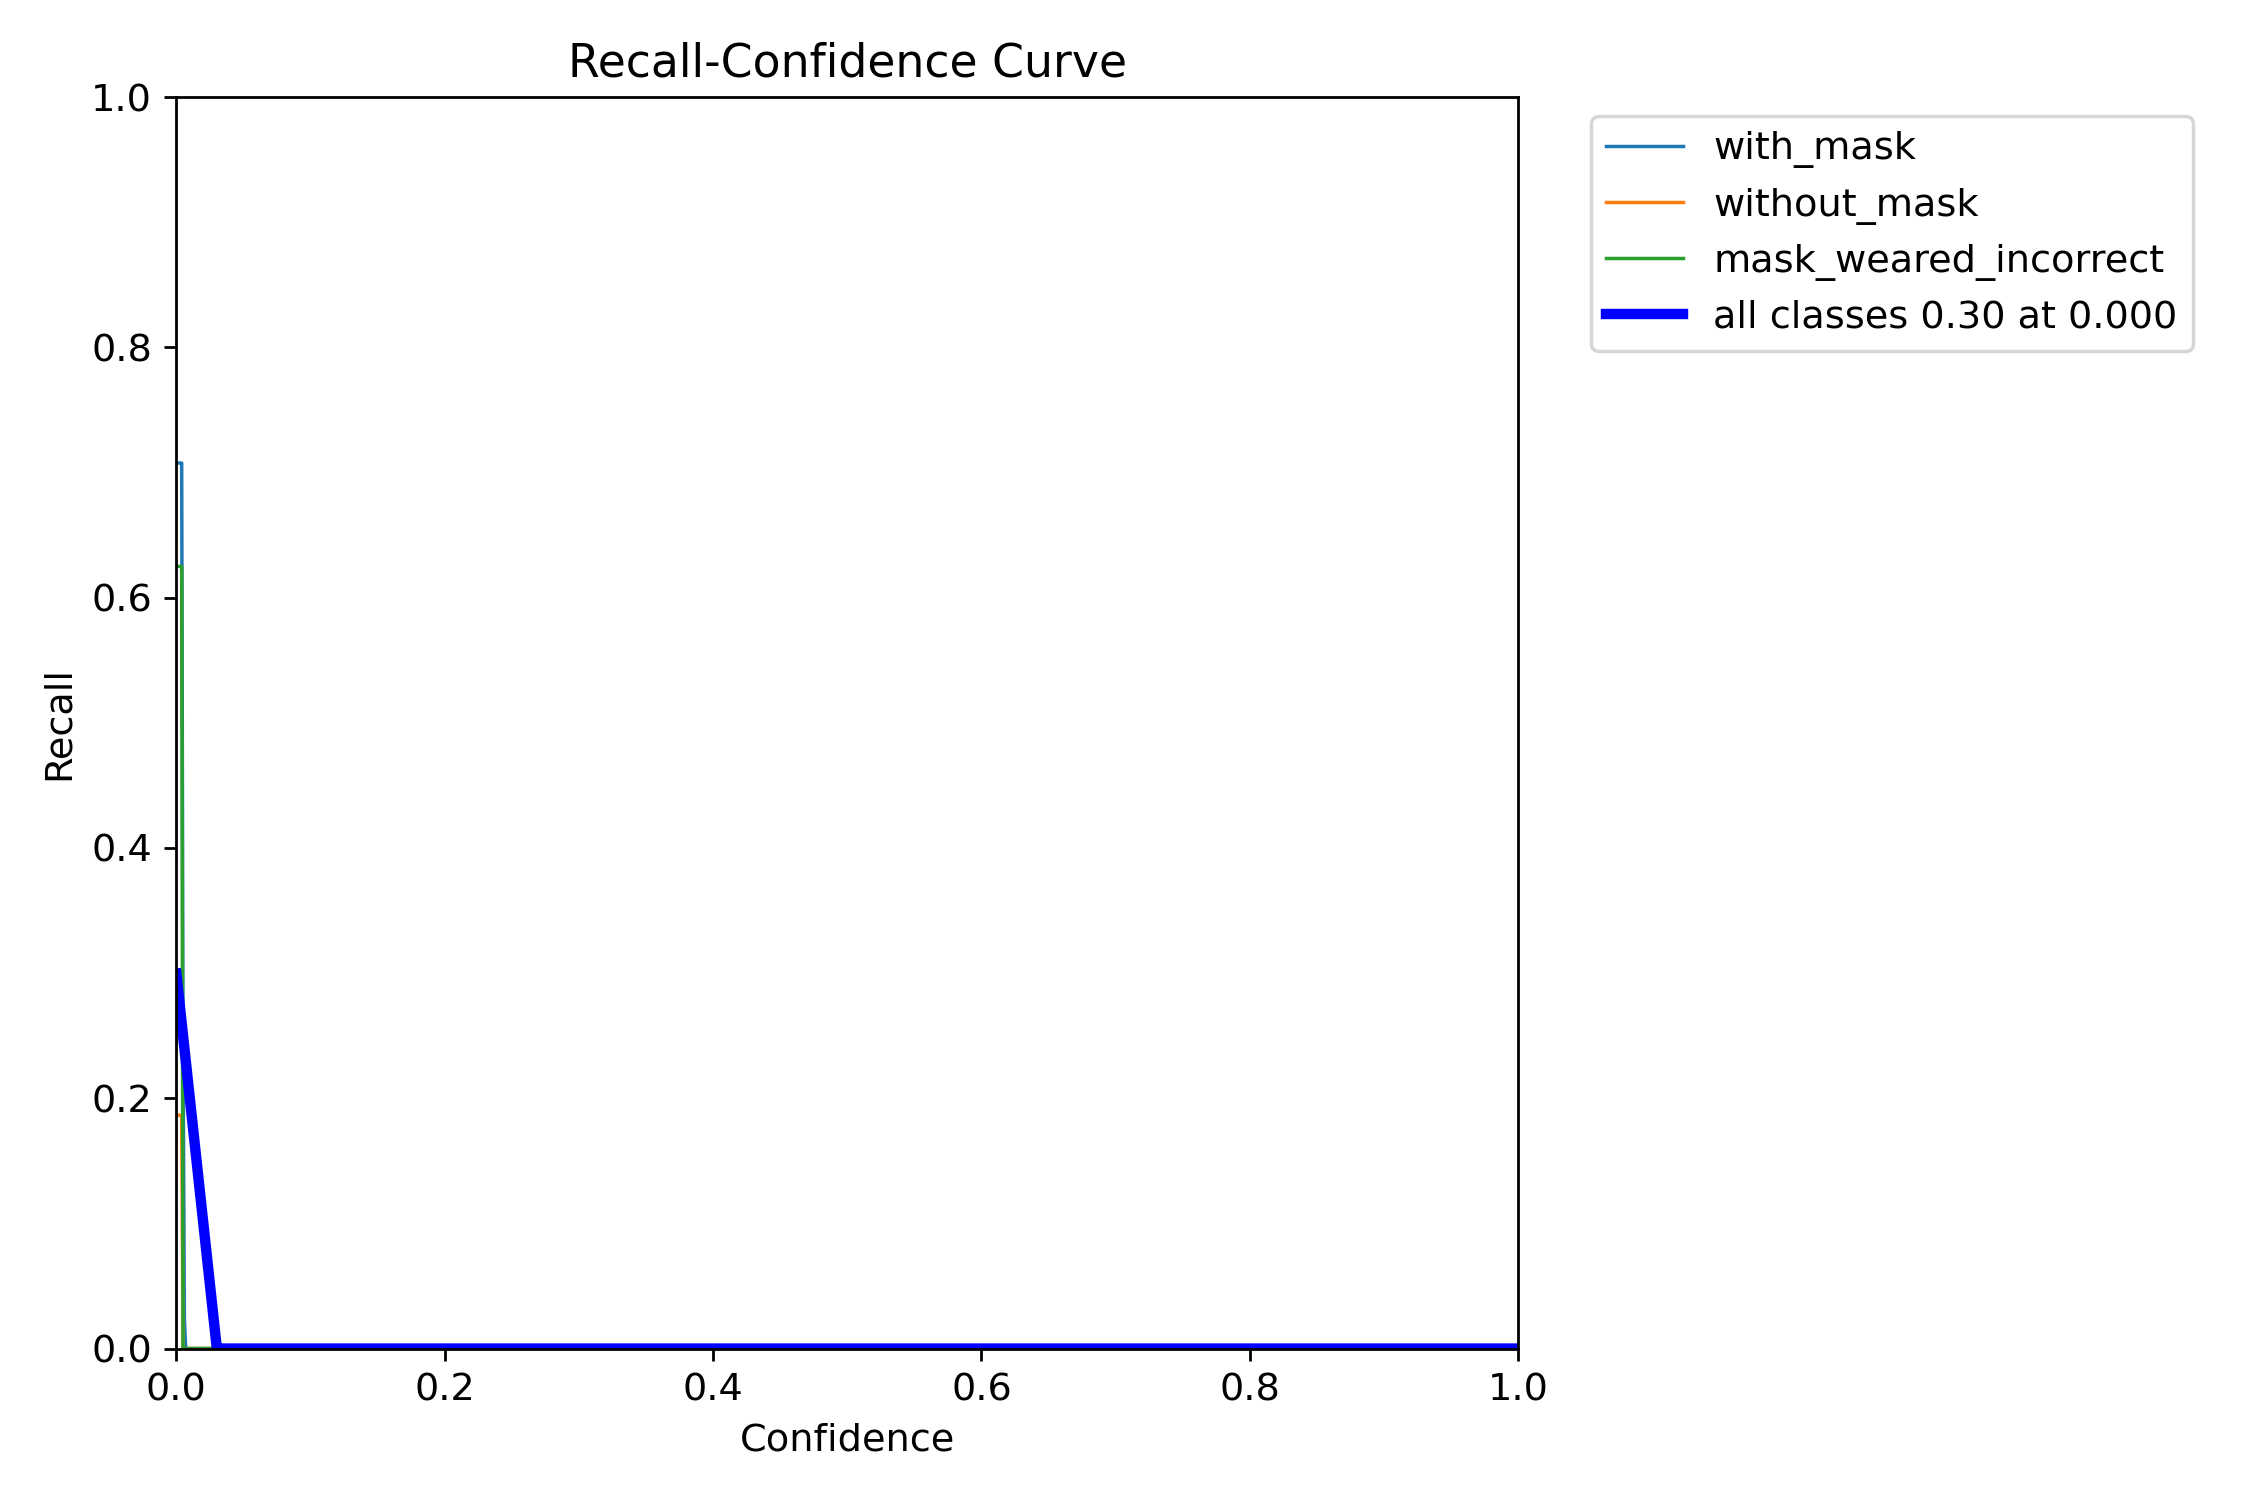 Recall-Confidence Curve
1.0
0.8
0.6
0.4
0.2
0.0
Recall
0.0 0.2 0.4 0.6 0.8 1.0
Confidence
with_mask
without_mask
mask_weared_incorrect
all classes 0.30 at 0.000